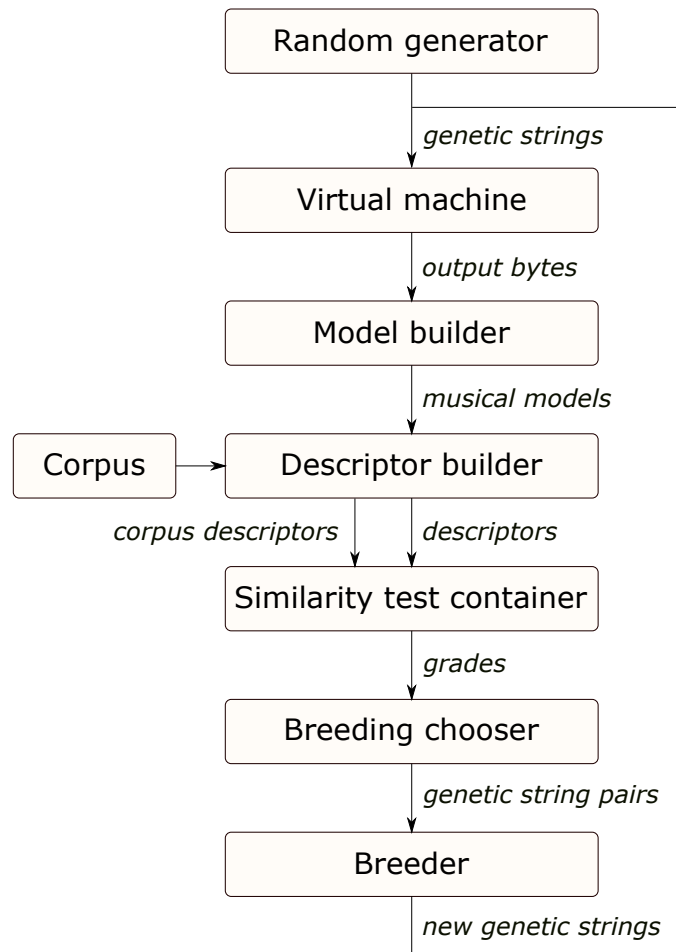 Random generator
genetic strings
Virtual machine
output bytes
Model builder
musical models
Corpus
Descriptor builder
corpus descriptors
descriptors
Similarity test container
grades
Breeding chooser
genetic string pairs
Breeder
new genetic strings